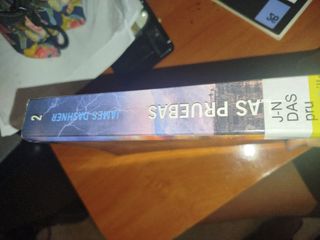 2
JAMES DASHNER
LAS PRUEBAS
J-N
DAS
pru